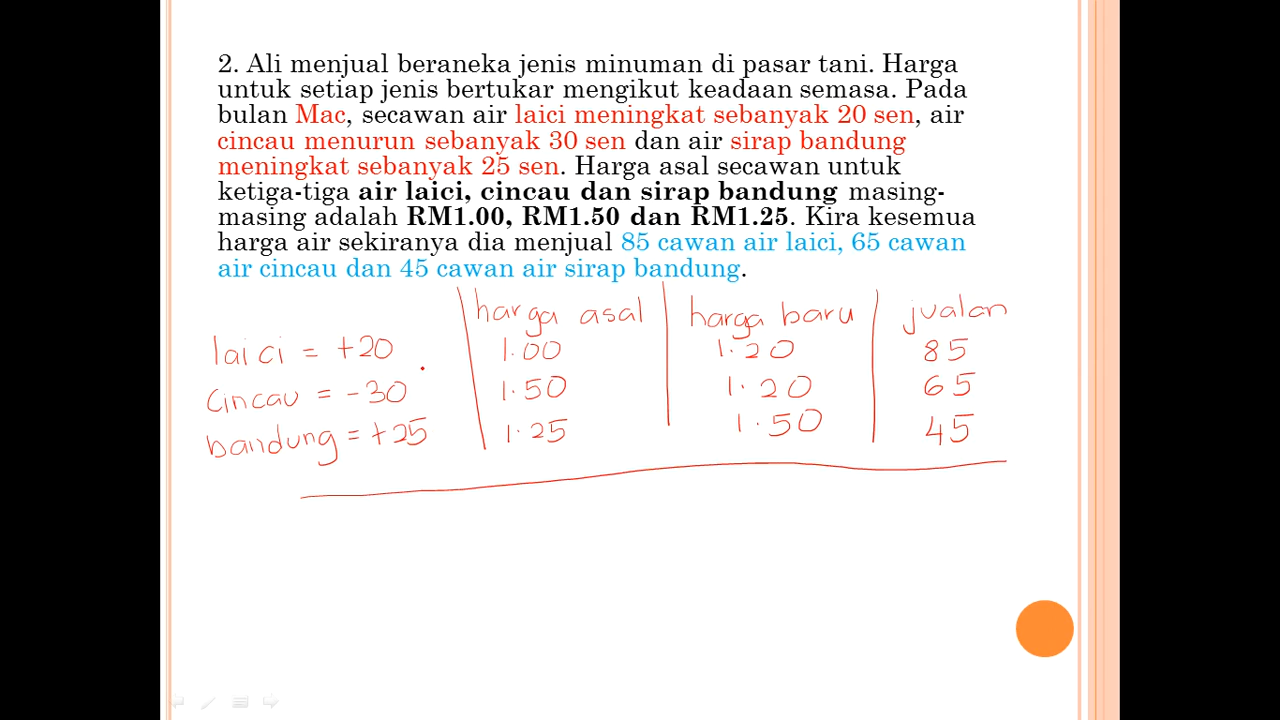 2. Ali menjual beraneka jenis minuman di pasar tani. Harga
untuk setiap jenis bertukar mengikut keadaan semasa. Pada
bulan Mac, secawan air laici meningkat sebanyak 20 sen, air
cincau menurun sebanyak 30 sen dan air sirap bandung
meningkat sebanyak 25 sen. Harga asal secawan untuk
ketiga-tiga air laici, cincau dan sirap bandung masing-
masing adalah RM1.00, RM1.50 dan RM1.25. Kira kesemua
harga air sekiranya dia menjual 85 cawan air laici, 65 cawan
air cincau dan 45 cawan air sirap bandung.
harga asal harga baru jualan
laici = +20 1.00 1.20 85
cincau = -30 1.50 1.20 65
bandung = +25 1.25 1.50 45